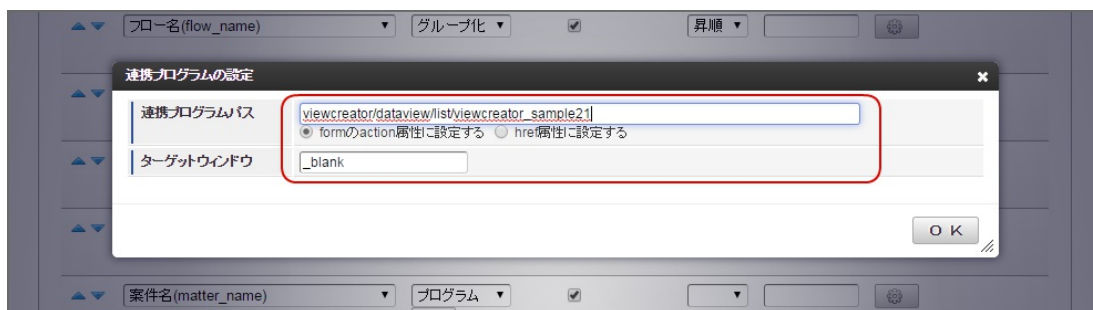 フロー名(flow_name) グループ化 昇順
連携プログラムの設定
連携プログラムパス viewcreator/dataview/list/viewcreator_sample21
formのaction属性に設定する href属性に設定する
ターゲットウィンドウ _blank
OK
案件名(matter_name) プログラム